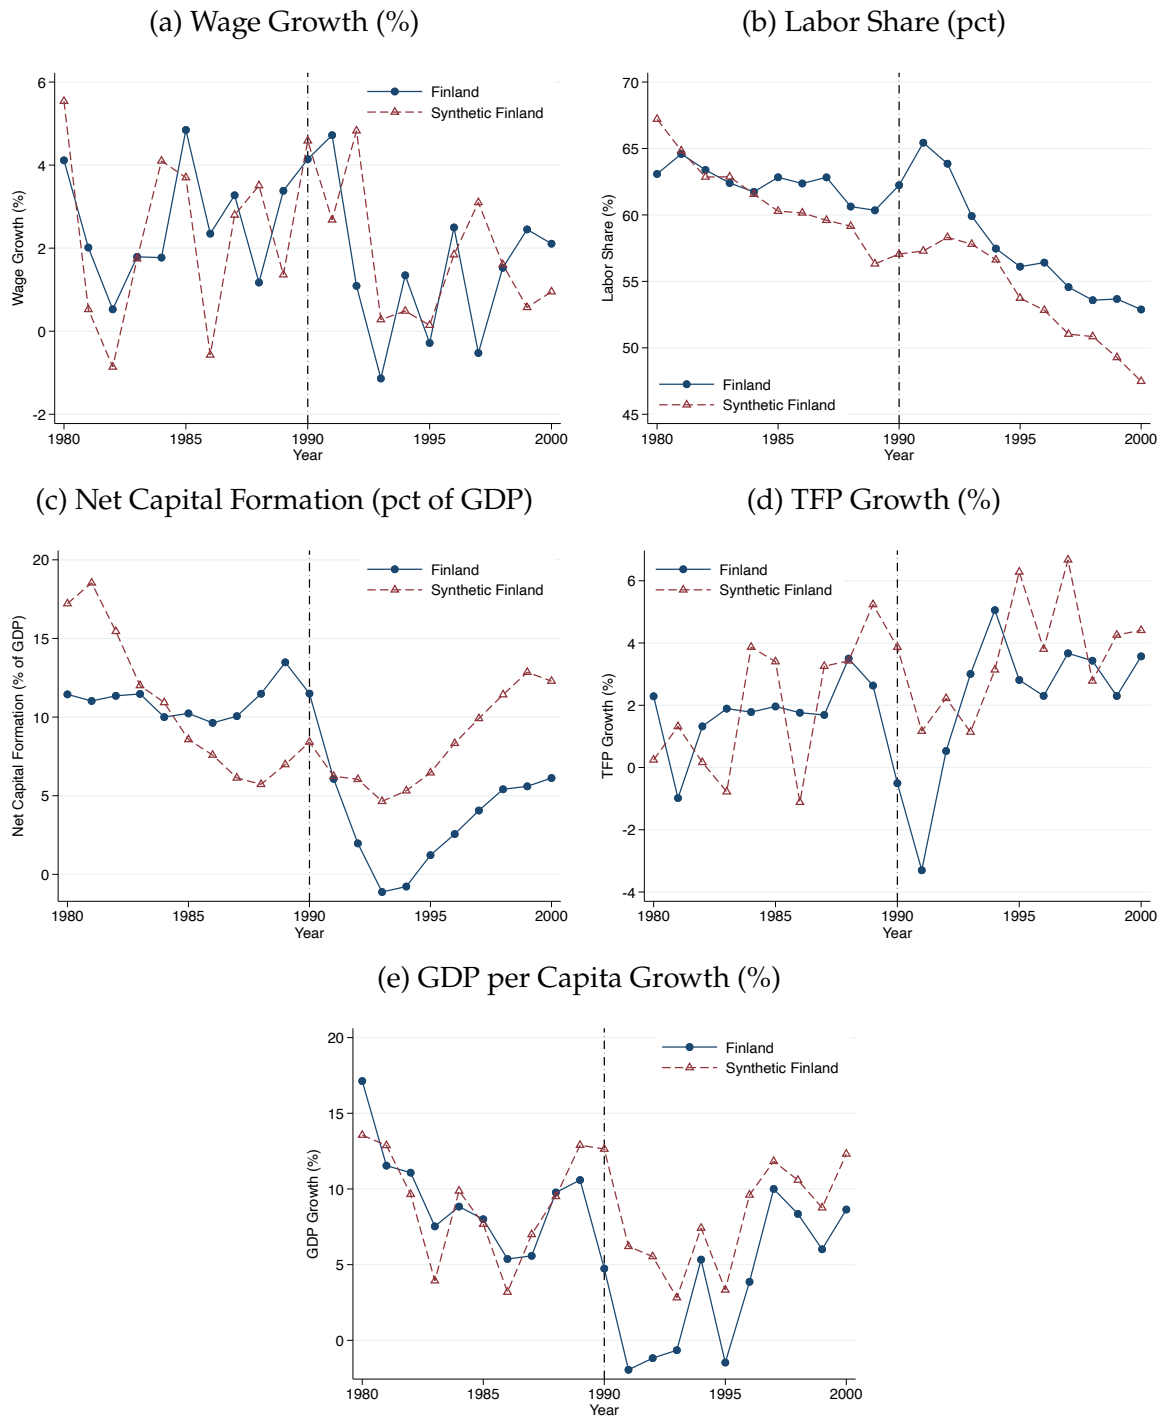 (a) Wage Growth (%)
Wage Growth (%)
6
4
2
0
-2
Finland
Synthetic Finland
1980 1985 1990 1995 2000
Year
(b) Labor Share (pct)
Labor Share (%)
70
65
60
55
50
45
Finland
Synthetic Finland
1980 1985 1990 1995 2000
Year
(c) Net Capital Formation (pct of GDP)
Net Capital Formation (% of GDP)
20
15
10
5
0
Finland
Synthetic Finland
1980 1985 1990 1995 2000
Year
(d) TFP Growth (%)
TFP Growth (%)
6
4
2
0
-2
-4
Finland
Synthetic Finland
1980 1985 1990 1995 2000
Year
(e) GDP per Capita Growth (%)
GDP Growth (%)
20
15
10
5
0
Finland
Synthetic Finland
1980 1985 1990 1995 2000
Year